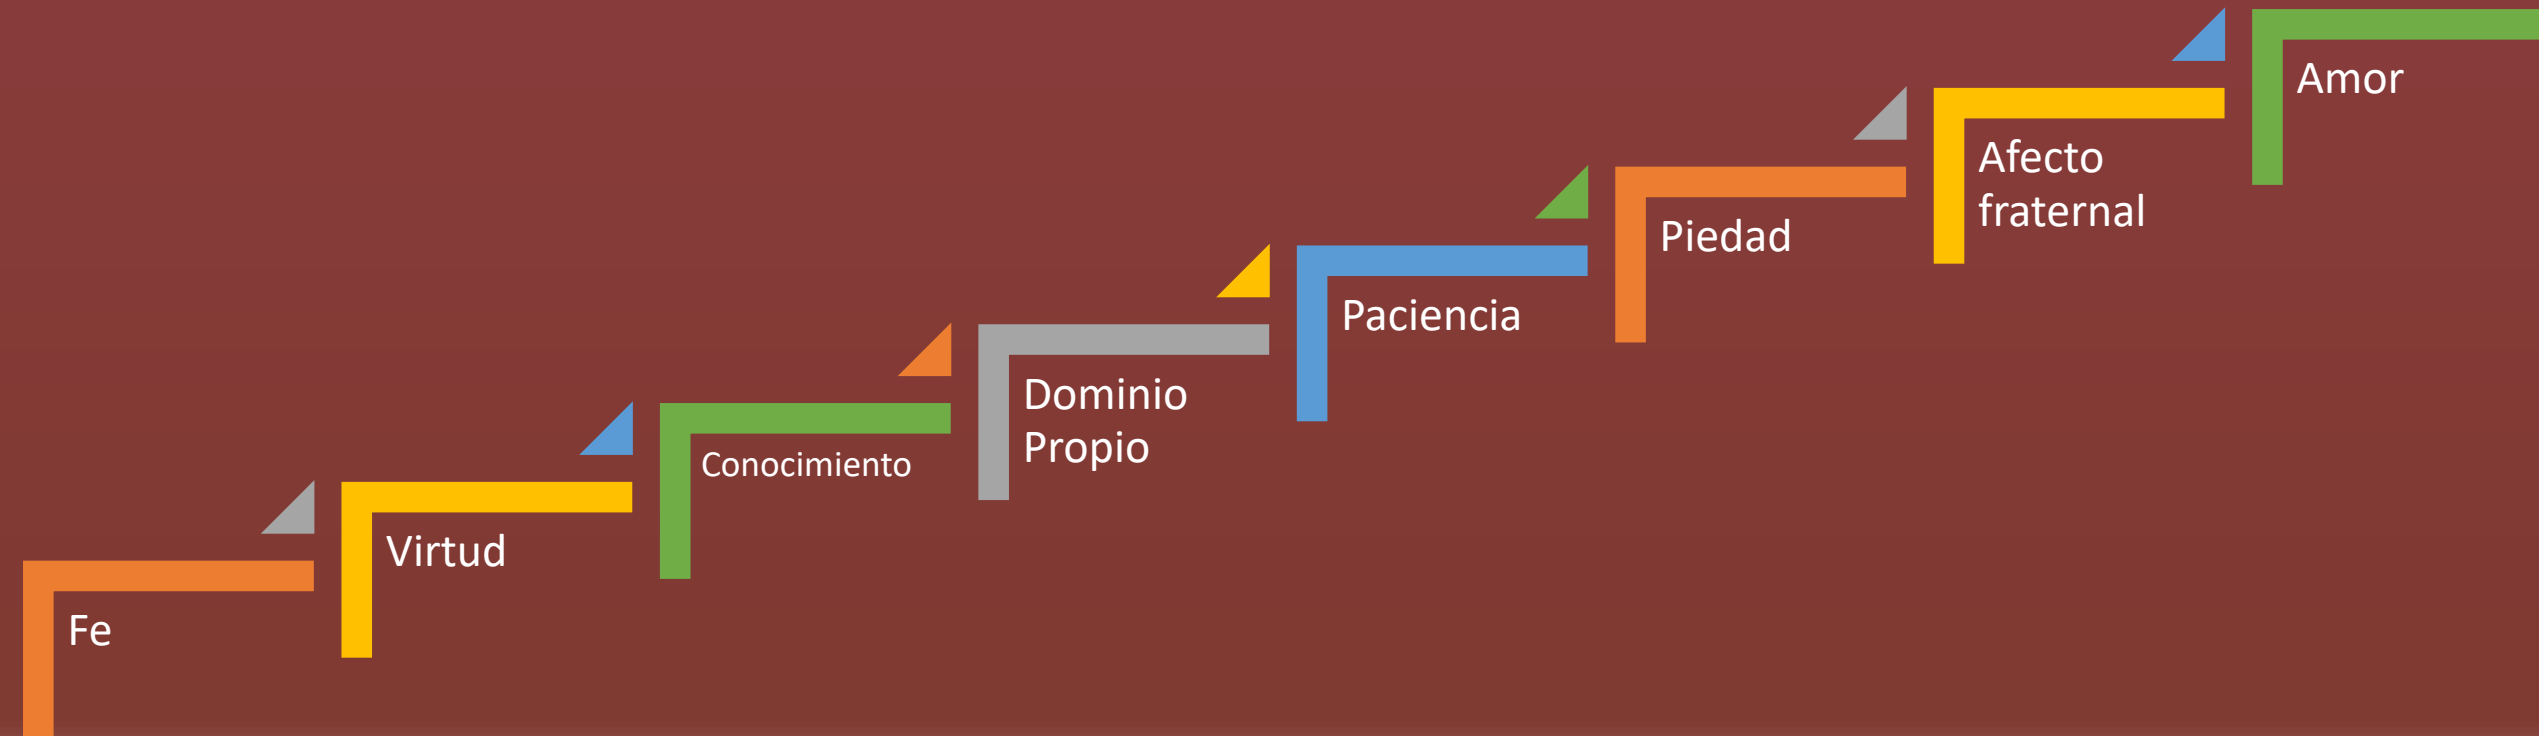 Fe
Virtud
Conocimiento
Dominio
Propio
Paciencia
Piedad
Afecto
fraternal
Amor